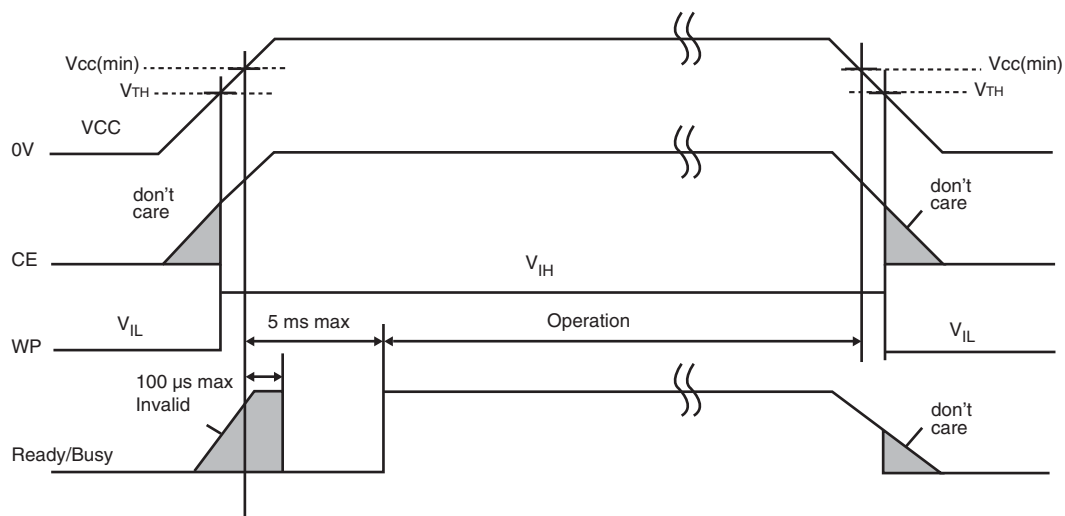 Vcc(min)
VTH
VCC
0V
Vcc(min)
VTH
don't
care
don't
care
CE
VIH
VIL
WP
5 ms max
Operation
VIL
100 µs max
Invalid
don't
care
Ready/Busy